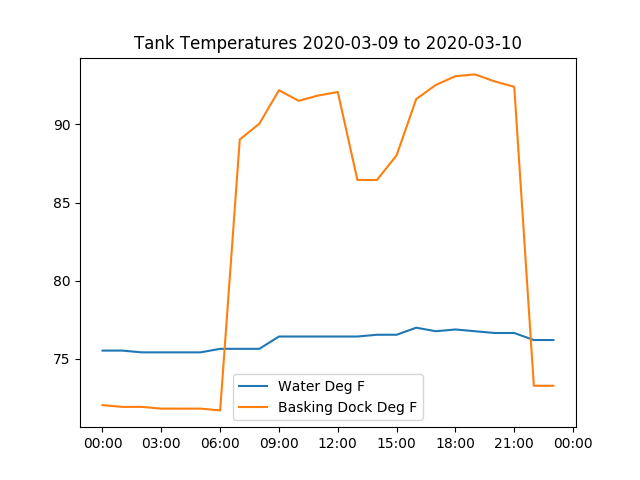 Tank Temperatures 2020-03-09 to 2020-03-10
90
85
80
75
Water Deg F
Basking Dock Deg F
00:00 03:00 06:00 09:00 12:00 15:00 18:00 21:00 00:00